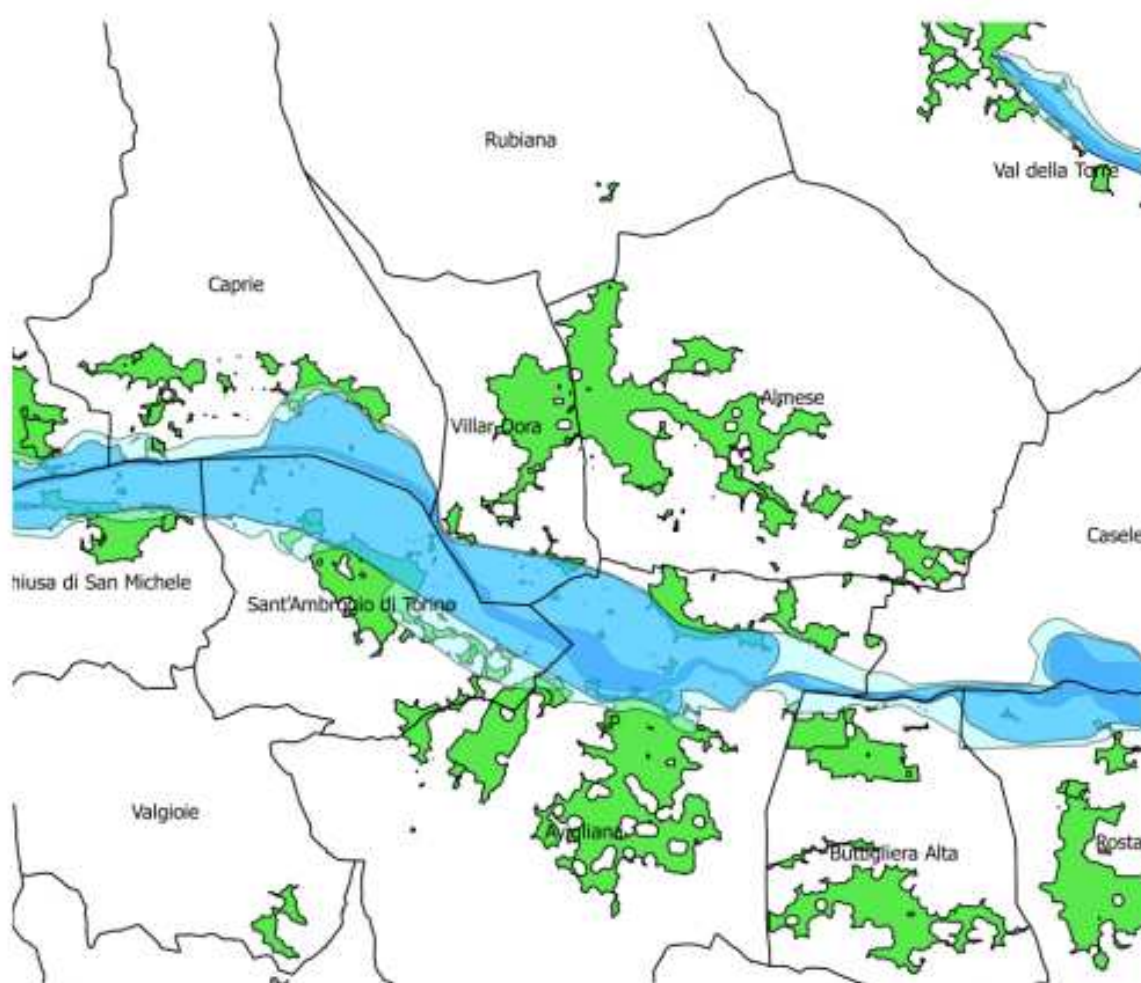 Rubiana
Val della Torre
Caprie
Villar Dora
Almese
Casele
hiusa di San Michele
Sant'Ambrogio di Torino
Valgioie
Avigliana
Buttigliera Alta
Rosta